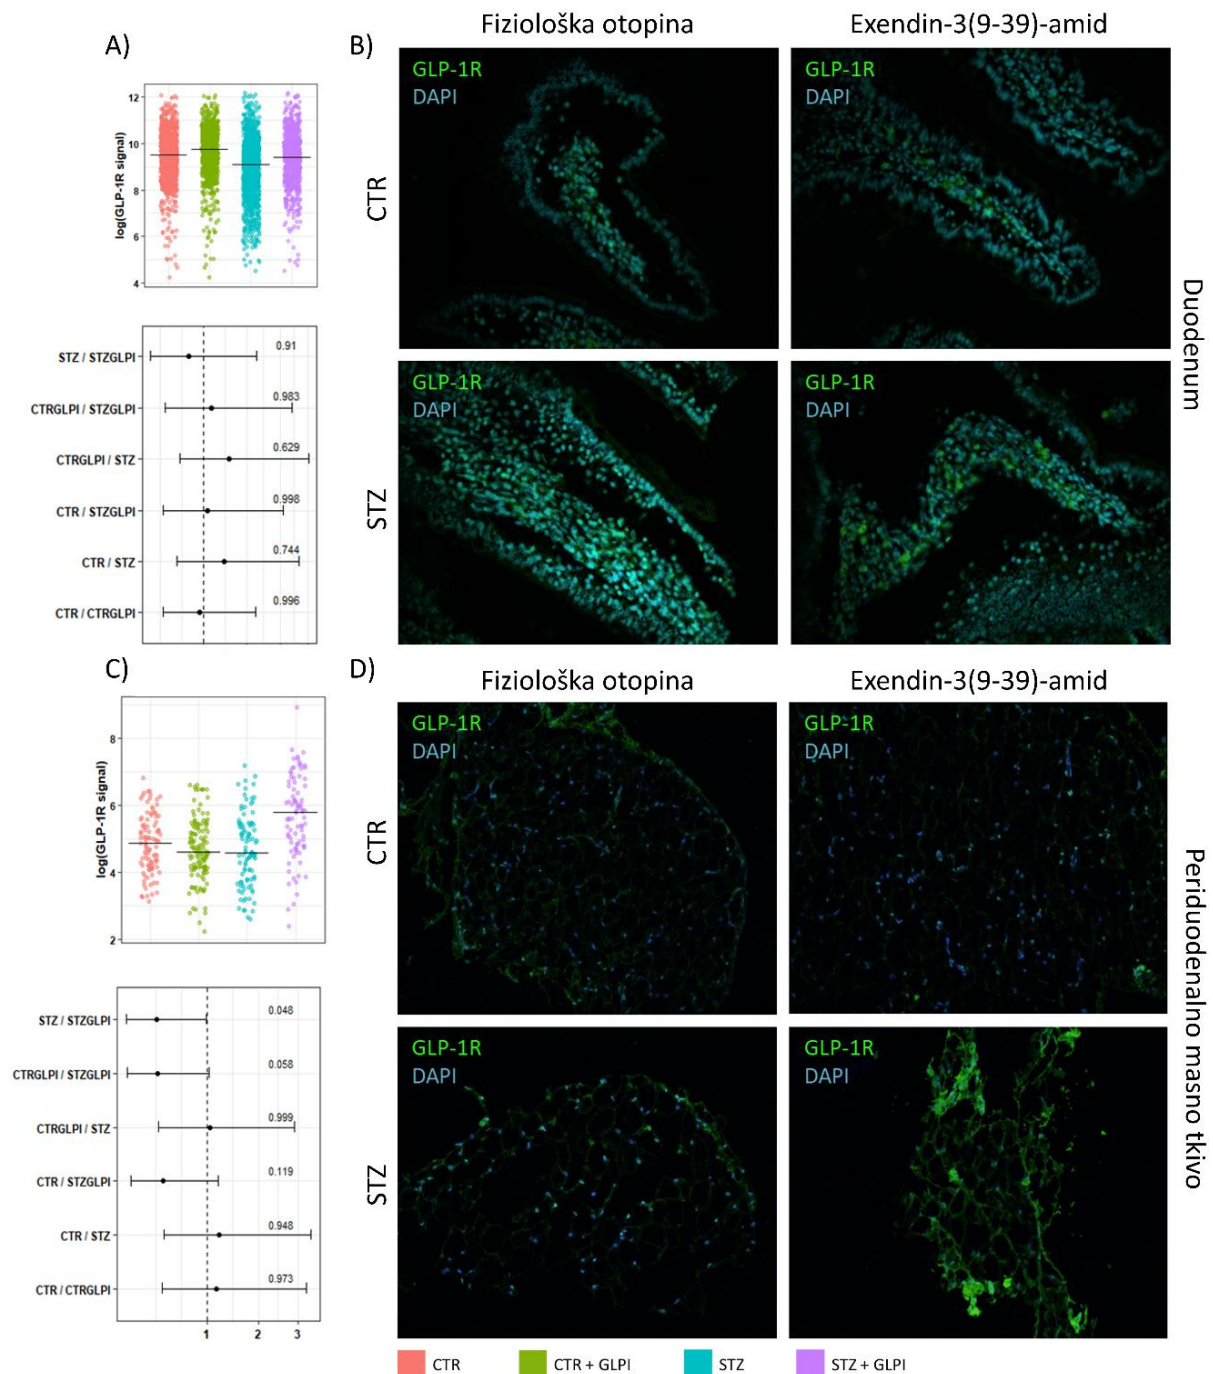 A)
B)
Fiziološka otopina
Exendin-3(9-39)-amid
log(GLP-1R signal)
12
10
8
6
4
STZ / STZGLPI
0.91
CTRGLPI / STZGLPI
0.983
CTRGLPI / STZ
0.629
CTR / STZGLPI
0.998
CTR / STZ
0.744
CTR / CTRGLPI
0.996
CTR
GLP-1R
DAPI
GLP-1R
DAPI
STZ
GLP-1R
DAPI
GLP-1R
DAPI
Duodenum
C)
D)
Fiziološka otopina
Exendin-3(9-39)-amid
log(GLP-1R signal)
8
6
4
2
STZ / STZGLPI
0.048
CTRGLPI / STZGLPI
0.058
CTRGLPI / STZ
0.999
CTR / STZGLPI
0.119
CTR / STZ
0.948
CTR / CTRGLPI
0.973
1 2 3
CTR
GLP-1R
DAPI
GLP-1R
DAPI
STZ
GLP-1R
DAPI
GLP-1R
DAPI
Periduodenalno masno tkivo
CTR
CTR + GLPI
STZ
STZ + GLPI